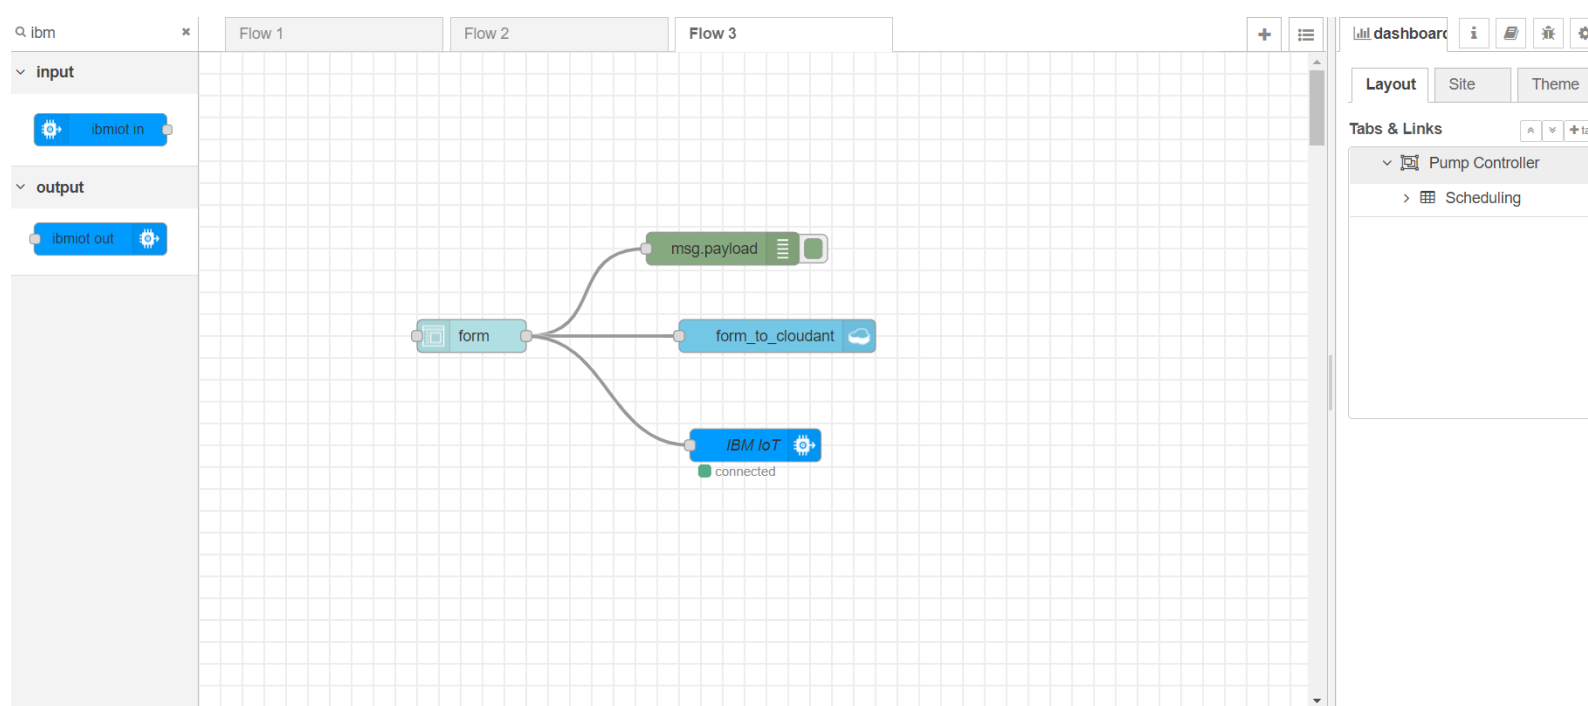 ibm
Flow 1
Flow 2
Flow 3
dashboard
input
Layout
Site
Theme
ibmiot in
Tabs & Links
ta
Pump Controller
output
Scheduling
ibmiot out
msg.payload
form
form_to_cloudant
IBM IoT
connected